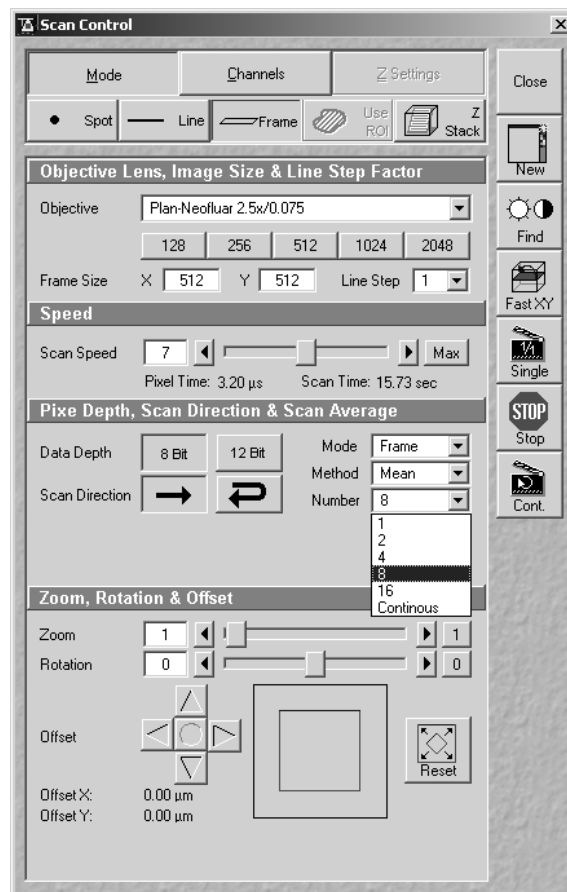 Scan Control
Mode Channels Z Settings
Spot Line Frame Use ROI Z Stack
Close
New
Find
Fast XY
1/1
Single
STOP
Stop
Cont.
Objective Lens, Image Size & Line Step Factor
Objective Plan-Neofluar 2.5x/0.075
128 256 512 1024 2048
Frame Size X 512 Y 512 Line Step 1
Speed
Scan Speed 7 Max
Pixel Time: 3.20 µs Scan Time: 15.73 sec
Pixe Depth, Scan Direction & Scan Average
Data Depth 8 Bit 12 Bit Mode Frame
Method Mean
Scan Direction Number 8
1
2
4
8
16
Continous
Zoom, Rotation & Offset
Zoom 1 1
Rotation 0 0
Offset
Reset
Offset X: 0.00 µm
Offset Y: 0.00 µm